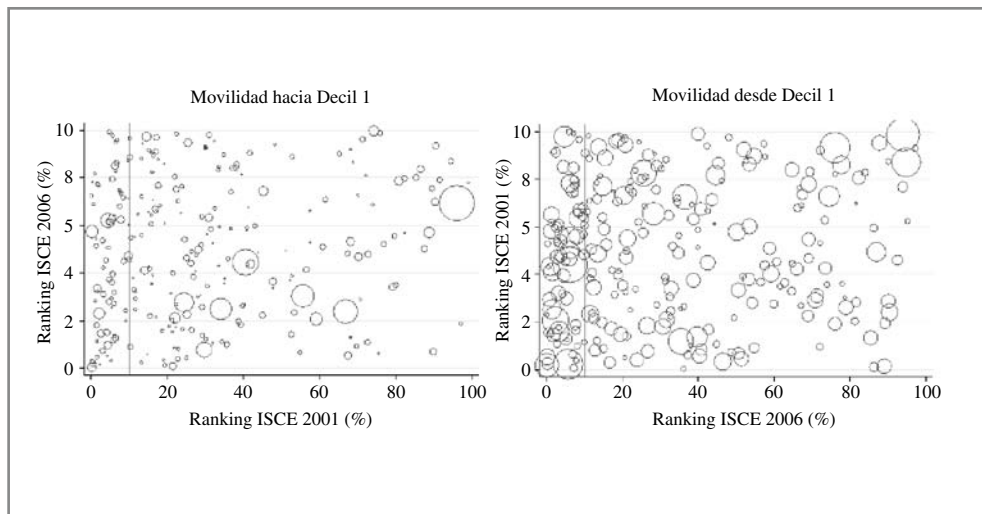 Movilidad hacia Decil 1
Ranking ISCE 2006 (%)
10
8
5
4
2
0
0 20 40 60 80 100
Ranking ISCE 2001 (%)
Movilidad desde Decil 1
Ranking ISCE 2001 (%)
10
8
5
4
2
0
0 20 40 60 80 100
Ranking ISCE 2006 (%)